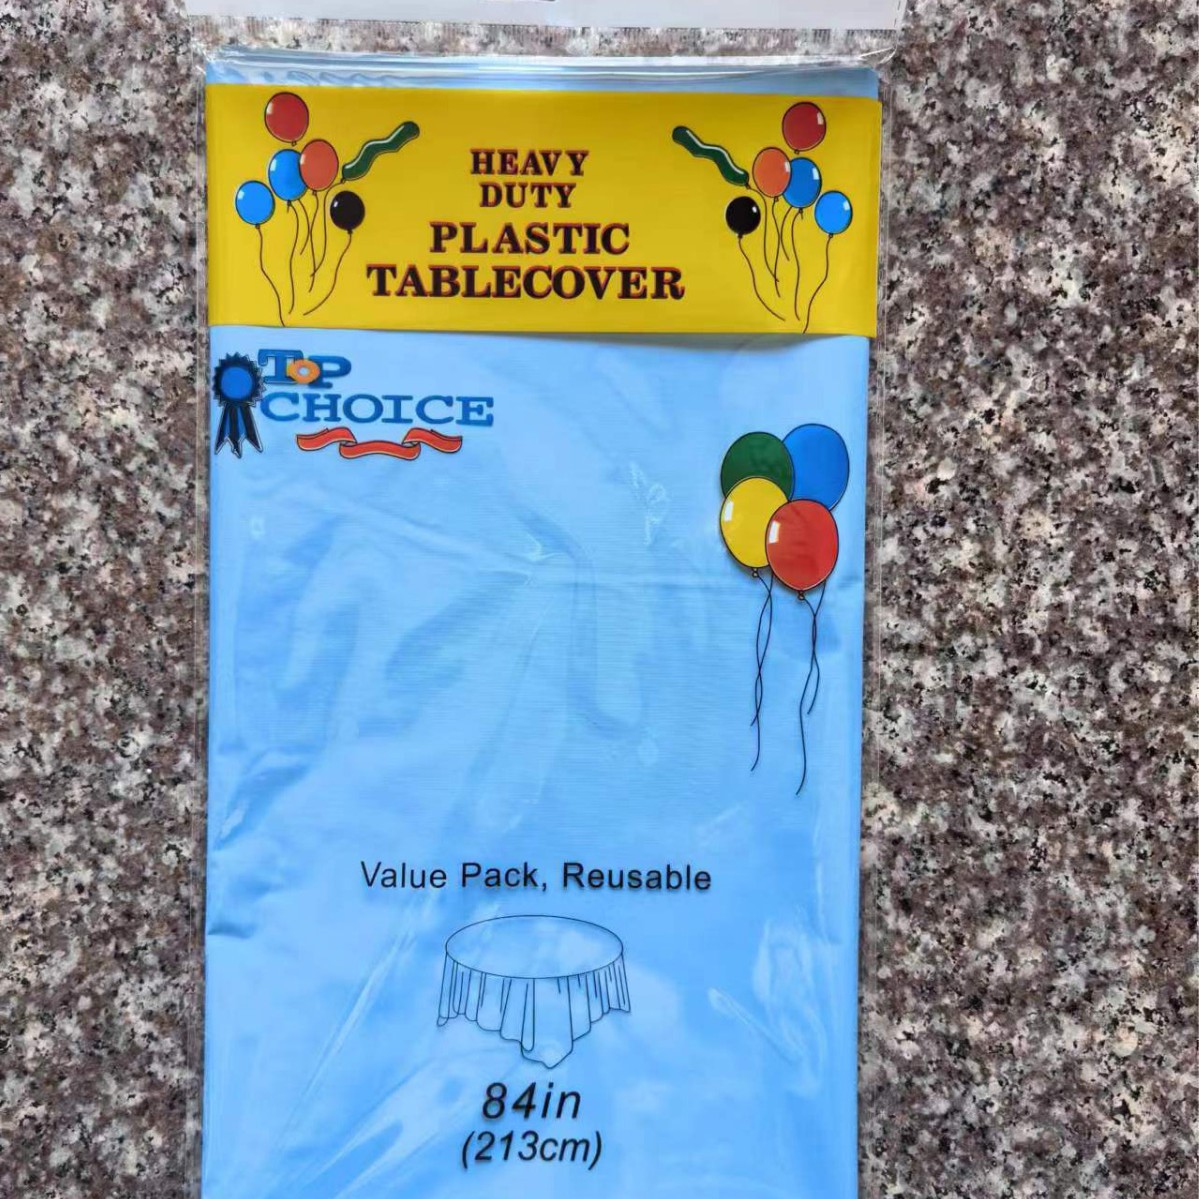 HEAVY
DUTY
PLASTIC
TABLECOVER
TOP
CHOICE
Value Pack, Reusable
84in
(213cm)